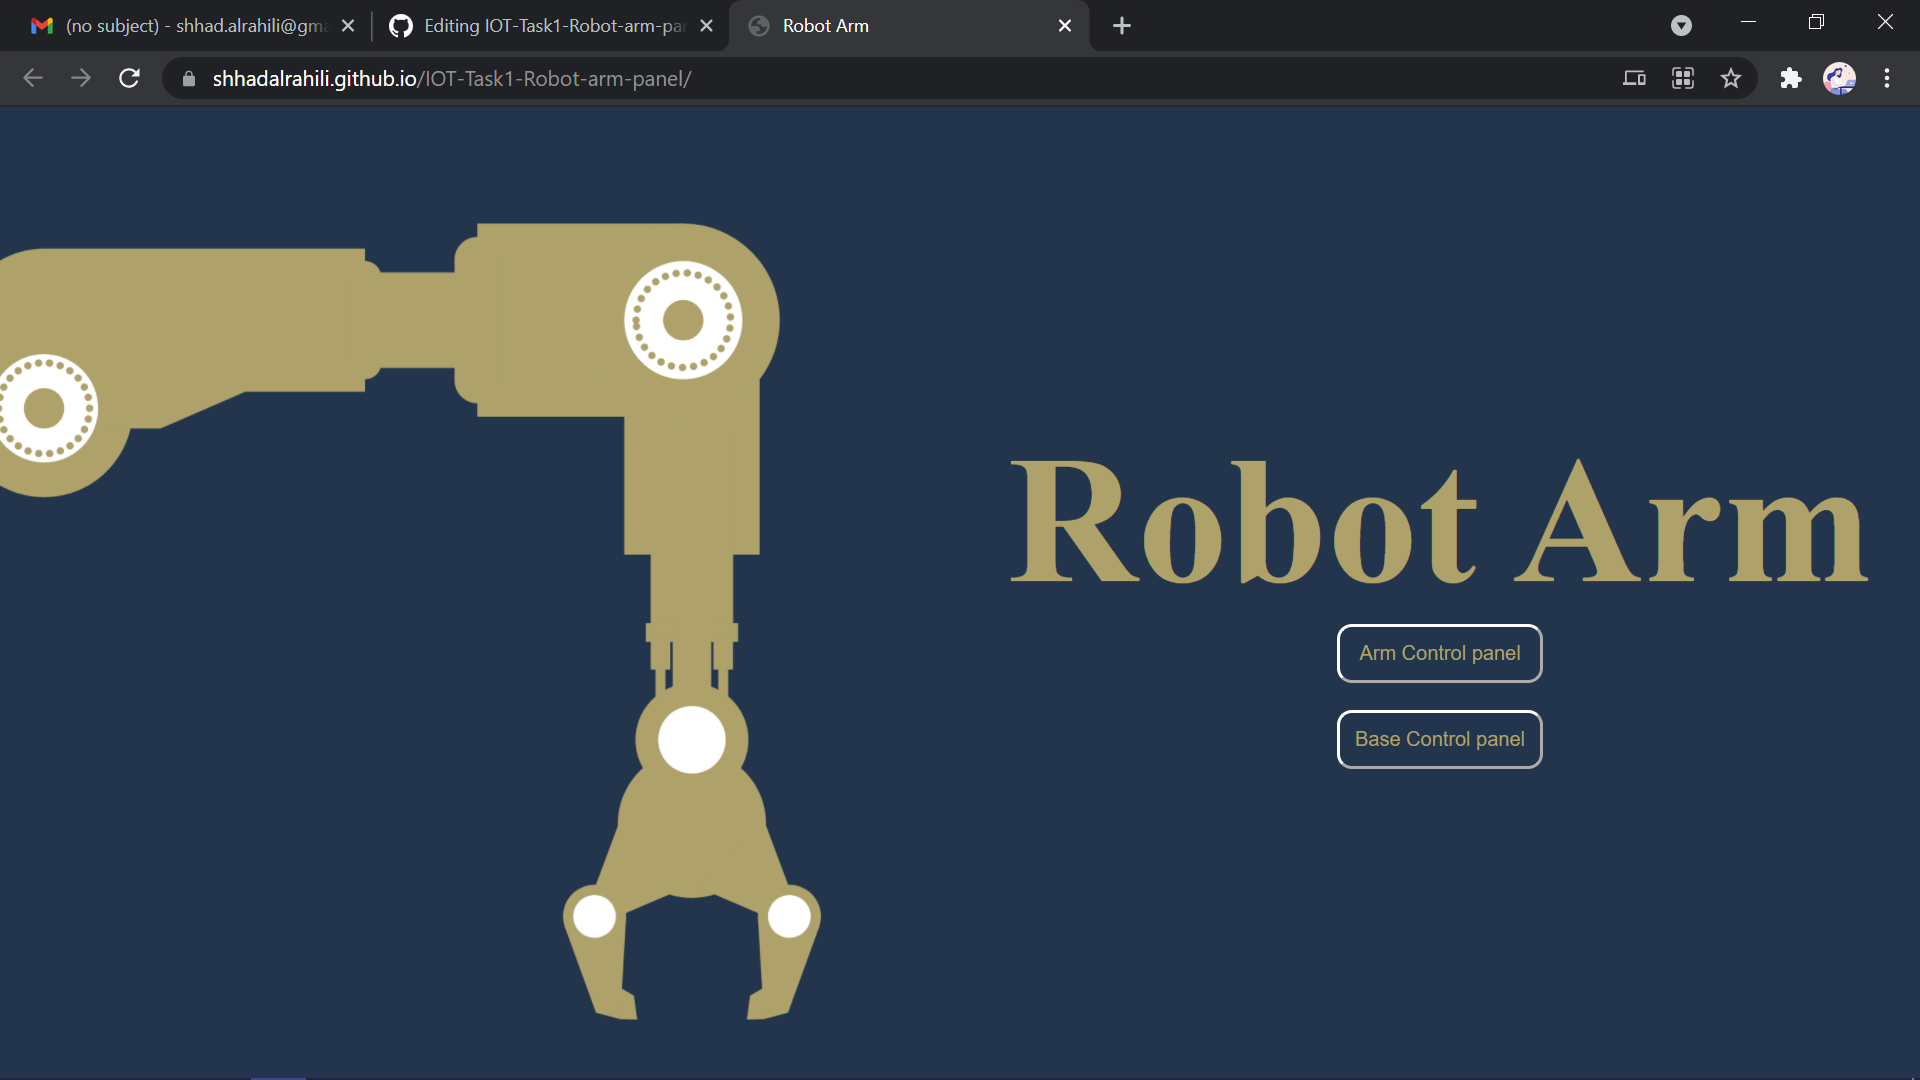 (no subject) - shhad.alrahili@gm
Editing IOT-Task1-Robot-arm-pa
Robot Arm
shhadalrahili.github.io/IOT-Task1-Robot-arm-panel/
Robot Arm
Arm Control panel
Base Control panel